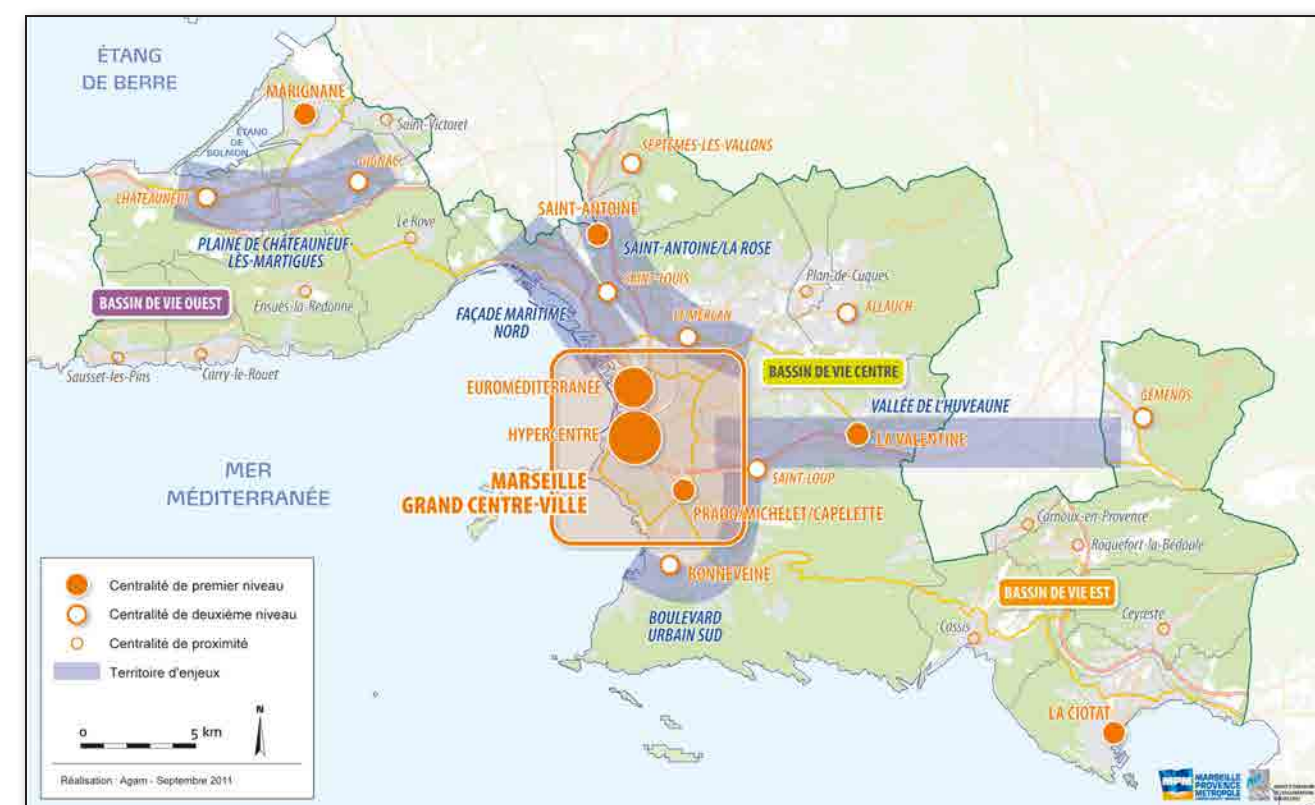 ÉTANG
DE BERRE
MARIGNANE
Saint-Victoret
ÉTANG
DE
BOLMON
GIGNAC
CHÂTEAUNEUF
SEPTÈMES-LES-VALLONS
SAINT-ANTOINE
Le Rove
PLAINE DE CHÂTEAUNEUF-
LÈS-MARTIGUES
SAINT-ANTOINE/LA ROSE
SAINT-LOUIS
Plan-de-Cuques
BASSIN DE VIE OUEST
Ensuès-la-Redonne
FAÇADE MARITIME
NORD
LE MERLAN
ALLAUCH
Sausset-les-Pins
Carry-le-Rouet
BASSIN DE VIE CENTRE
EUROMÉDITERRANÉE
VALLÉE DE L'HUVEAUNE
GÉMENOS
HYPERCENTRE
LA VALENTINE
MER
MÉDITERRANÉE
MARSEILLE
GRAND CENTRE-VILLE
SAINT-LOUP
PRADO/MICHELET/CAPELETTE
Carnoux-en-Provence
Roquefort-la-Bédoule
BONNEVEINE
BASSIN DE VIE EST
BOULEVARD
URBAIN SUD
Cassis
Ceyreste
LA CIOTAT
Centralité de premier niveau
Centralité de deuxième niveau
Centralité de proximité
Territoire d'enjeux
N
0 5 km
Réalisation : Agam - Septembre 2011
MPM
MARSEILLE
PROVENCE
METROPOLE